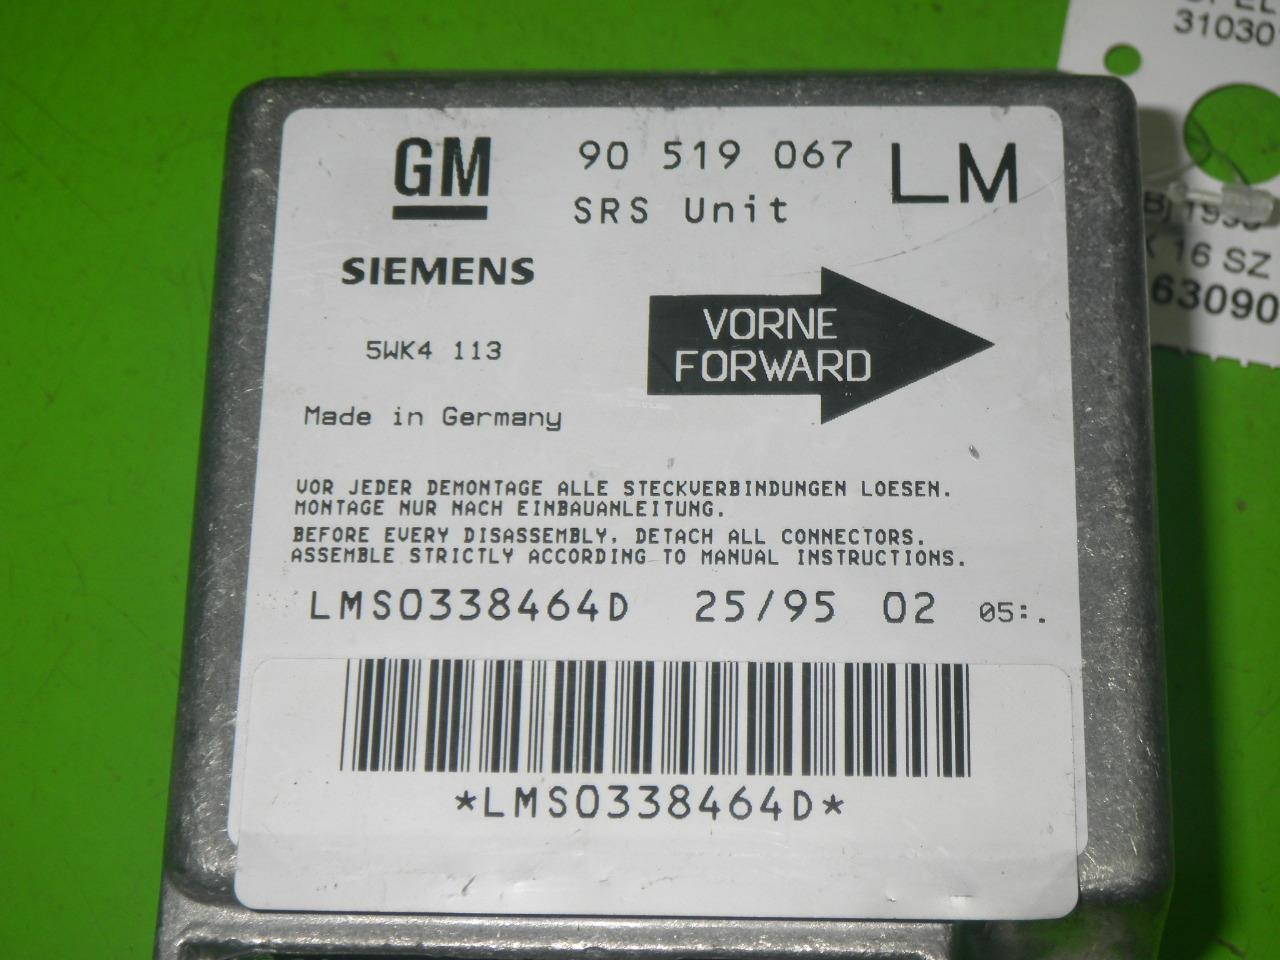 GM
90 519 067 LM
SRS Unit
SIEMENS
VORNE
FORWARD
5WK4 113
Made in Germany
VOR JEDER DEMONTAGE ALLE STECKVERBINDUNGEN LOESEN.
MONTAGE NUR NACH EINBAUANLEITUNG.
BEFORE EVERY DISASSEMBLY, DETACH ALL CONNECTORS.
ASSEMBLE STRICTLY ACCORDING TO MANUAL INSTRUCTIONS.
LMS0338464D 25/95 02 05:.
*LMS0338464D*
310301
16 SZ
63090